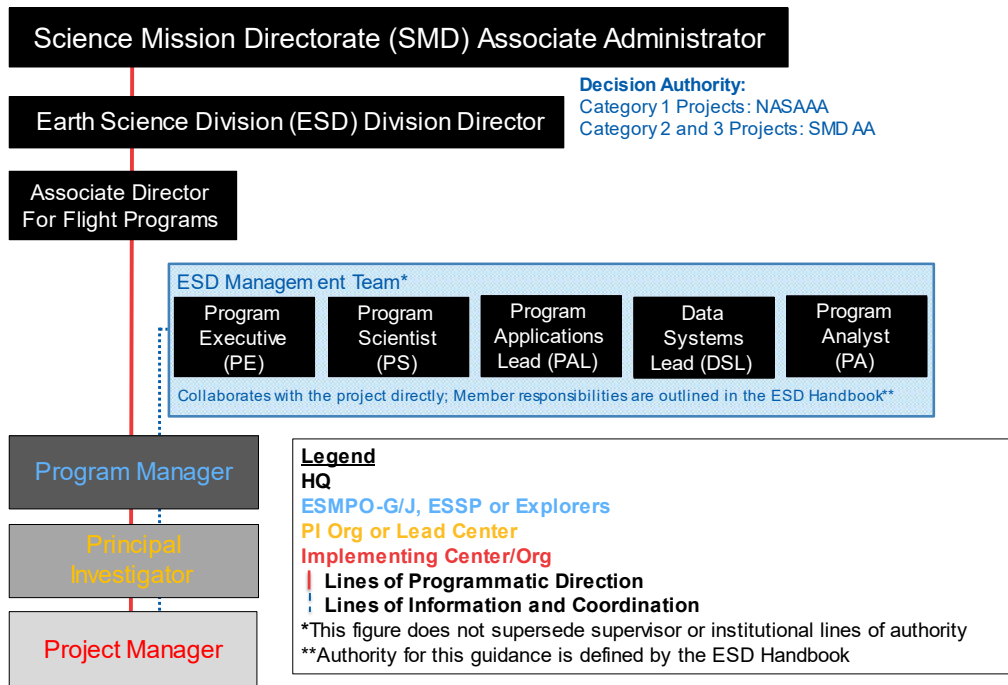 Science Mission Directorate (SMD) Associate Administrator
Decision Authority:
Category 1 Projects: NASAAA
Category 2 and 3 Projects: SMD AA
Earth Science Division (ESD) Division Director
Associate Director
For Flight Programs
ESD Management Team*
Program
Executive
(PE)
Program
Scientist
(PS)
Program
Applications
Lead (PAL)
Data
Systems
Lead (DSL)
Program
Analyst
(PA)
Collaborates with the project directly; Member responsibilities are outlined in the ESD Handbook**
Program Manager
Principal
Investigator
Project Manager
Legend
HQ
ESMPO-G/J, ESSP or Explorers
PI Org or Lead Center
Implementing Center/Org
Lines of Programmatic Direction
Lines of Information and Coordination
*This figure does not supersede supervisor or institutional lines of authority
**Authority for this guidance is defined by the ESD Handbook